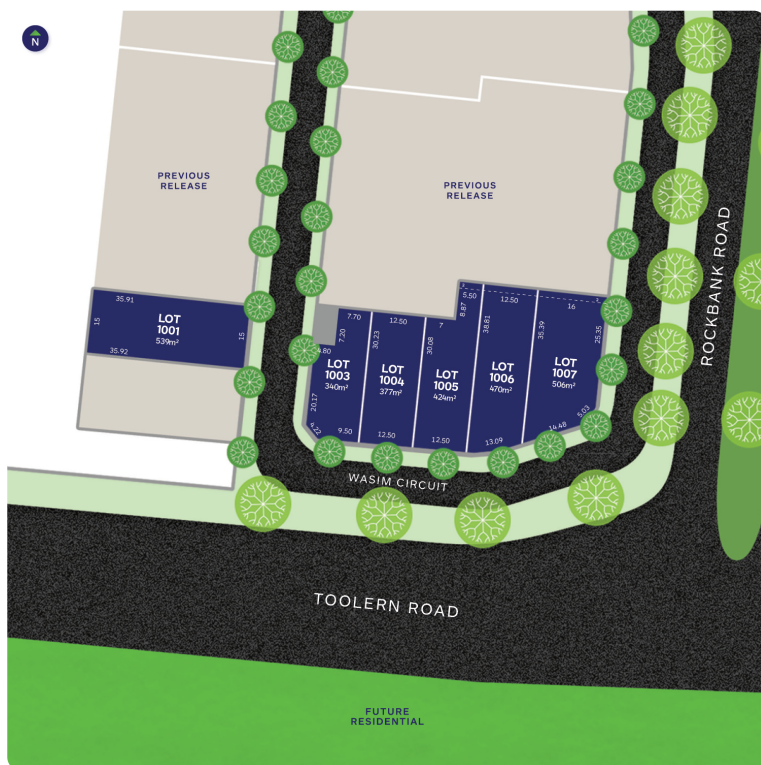 N
PREVIOUS
RELEASE
PREVIOUS
RELEASE
ROCKBANK ROAD
35.91
15
LOT
1001
539m²
15
35.92
7.70
7.20
4.80
LOT
1003
340m²
20.17
4.22
9.50
12.50
30.23
LOT
1004
377m²
12.50
7
30.08
LOT
1005
424m²
12.50
5.50
8.87
12.50
38.81
LOT
1006
470m²
13.09
16
35.39
25.35
LOT
1007
506m²
14.48
5.03
WASIM CIRCUIT
TOOLERN ROAD
FUTURE
RESIDENTIAL